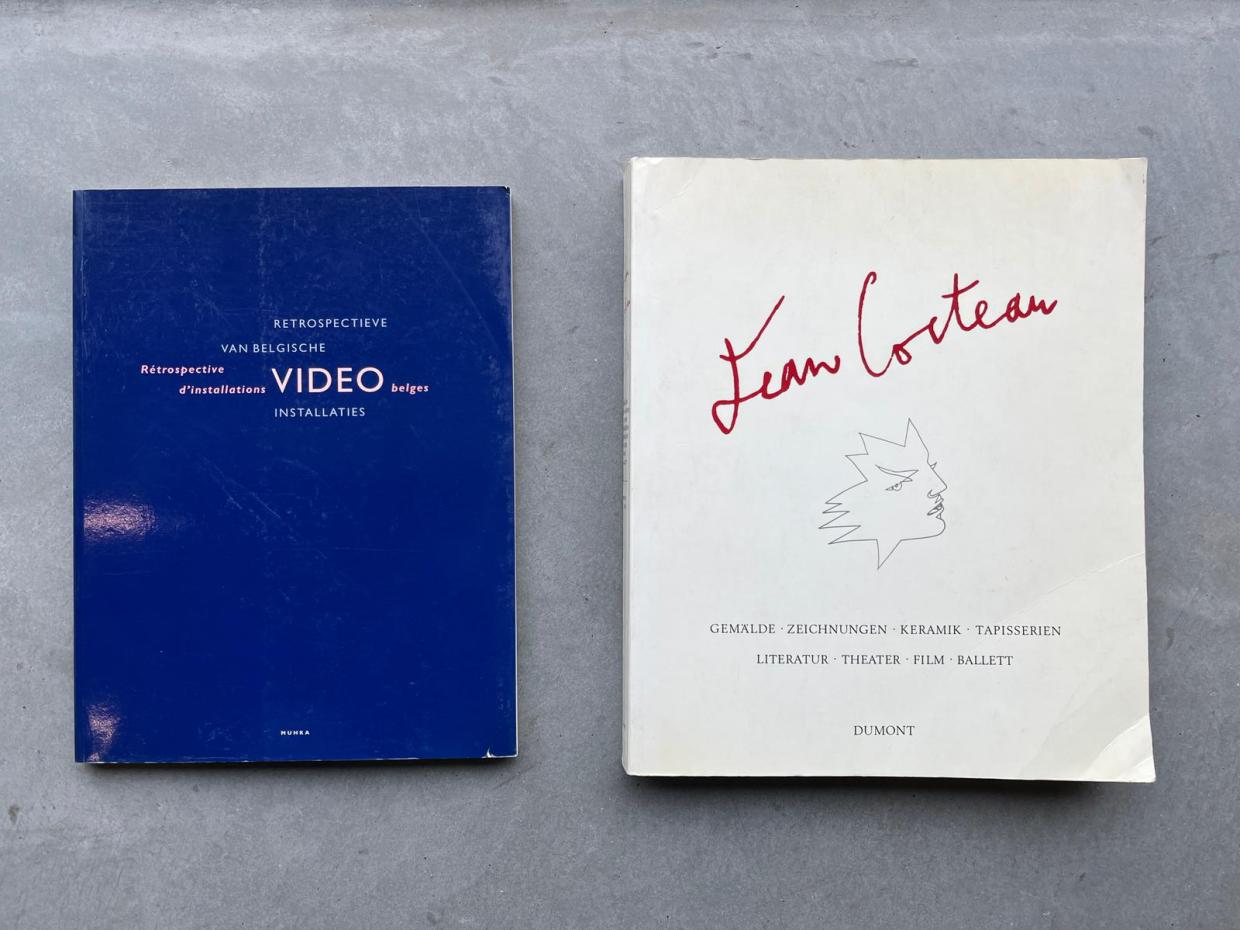 RETROSPECTIEVE
VAN BELGISCHE
Rétrospective
d'installations VIDEO belges
INSTALLATIES
MUHKA
Jean Cocteau
GEMÄLDE · ZEICHNUNGEN · KERAMIK · TAPISSERIEN
LITERATUR · THEATER · FILM · BALLETT
DUMONT